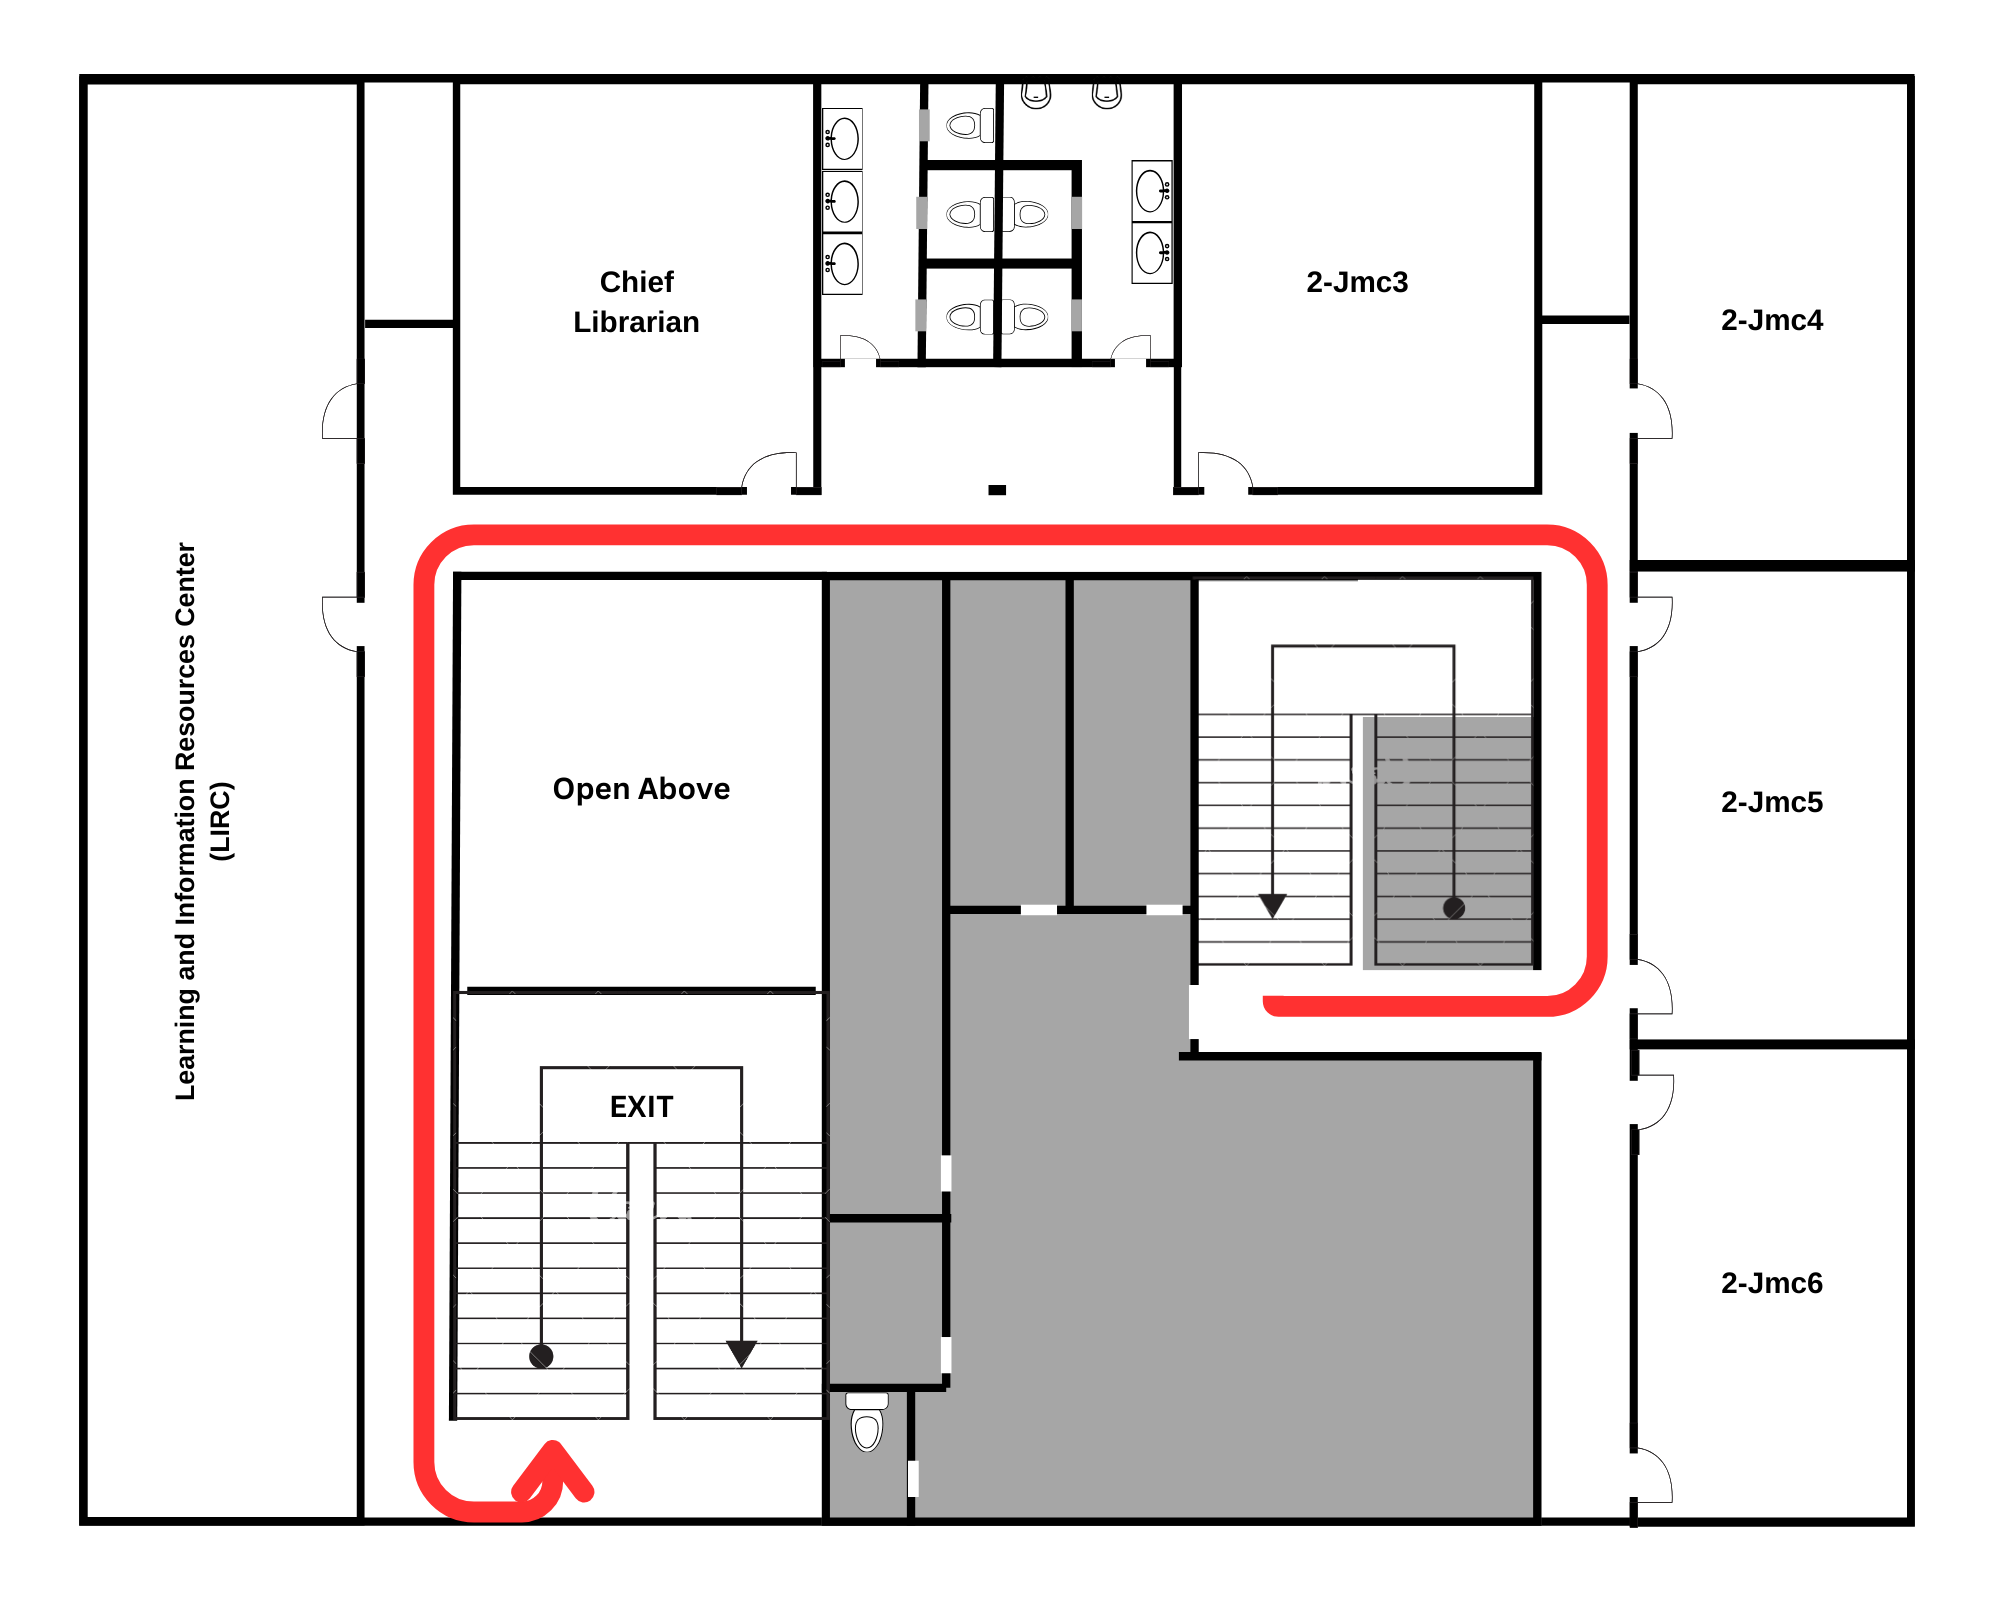 Chief
Librarian
2-Jmc3
2-Jmc4
Learning and Information Resources Center
(LIRC)
Open Above
2-Jmc5
EXIT
2-Jmc6